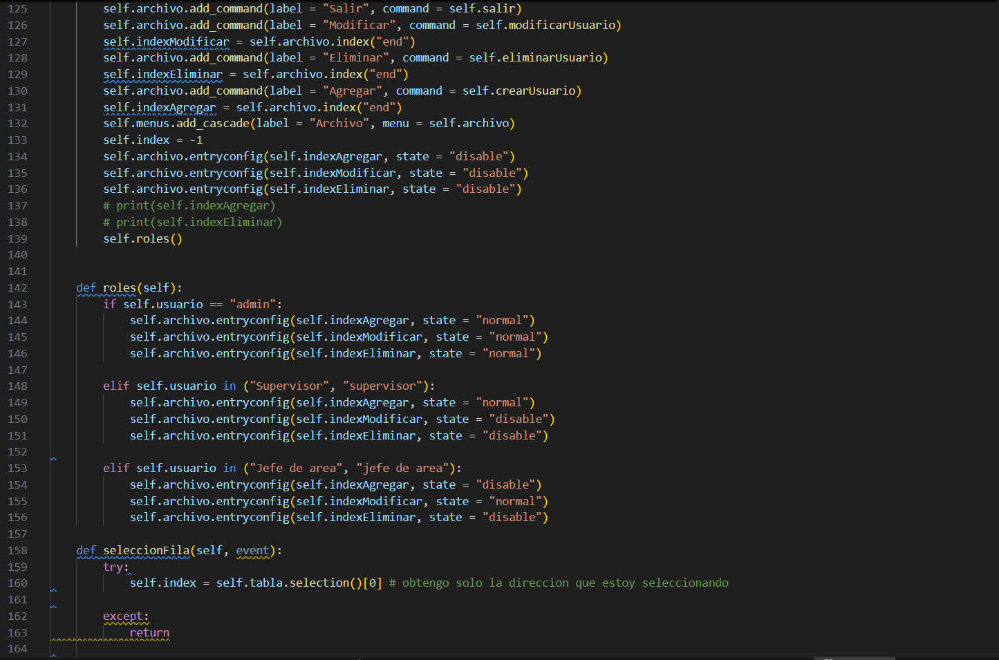 125 self.archivo.add_command(label = "Salir", command = self.salir)
126 self.archivo.add_command(label = "Modificar", command = self.modificarUsuario)
127 self.indexModificar = self.archivo.index("end")
128 self.archivo.add_command(label = "Eliminar", command = self.eliminarUsuario)
129 self.indexEliminar = self.archivo.index("end")
130 self.archivo.add_command(label = "Agregar", command = self.crearUsuario)
131 self.indexAgregar = self.archivo.index("end")
132 self.menus.add_cascade(label = "Archivo", menu = self.archivo)
133 self.index = -1
134 self.archivo.entryconfig(self.indexAgregar, state = "disable")
135 self.archivo.entryconfig(self.indexModificar, state = "disable")
136 self.archivo.entryconfig(self.indexEliminar, state = "disable")
137 # print(self.indexAgregar)
138 # print(self.indexEliminar)
139 self.roles()
140
141
142 def roles(self):
143 if self.usuario == "admin":
144 self.archivo.entryconfig(self.indexAgregar, state = "normal")
145 self.archivo.entryconfig(self.indexModificar, state = "normal")
146 self.archivo.entryconfig(self.indexEliminar, state = "normal")
147
148 elif self.usuario in ("Supervisor", "supervisor"):
149 self.archivo.entryconfig(self.indexAgregar, state = "normal")
150 self.archivo.entryconfig(self.indexModificar, state = "disable")
151 self.archivo.entryconfig(self.indexEliminar, state = "disable")
152
153 elif self.usuario in ("Jefe de area", "jefe de area"):
154 self.archivo.entryconfig(self.indexAgregar, state = "disable")
155 self.archivo.entryconfig(self.indexModificar, state = "normal")
156 self.archivo.entryconfig(self.indexEliminar, state = "disable")
157
158 def seleccionFila(self, event):
159 try:
160 self.index = self.tabla.selection()[0] # obtengo solo la direccion que estoy seleccionando
161
162 except:
163 return
164